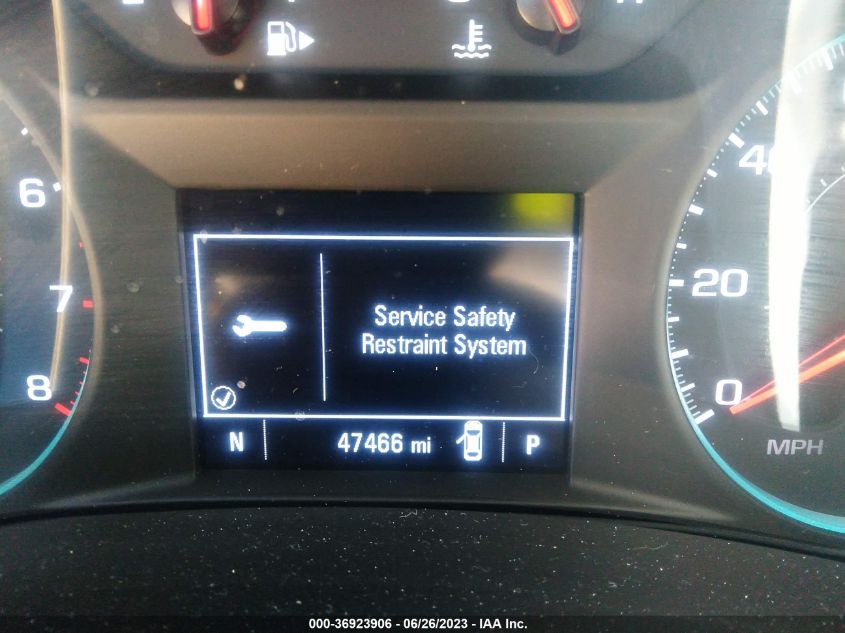 6
7
8
40
20
0
MPH
Service Safety
Restraint System
N
47466 mi
P
000-36923906 - 06/26/2023 - IAA Inc.